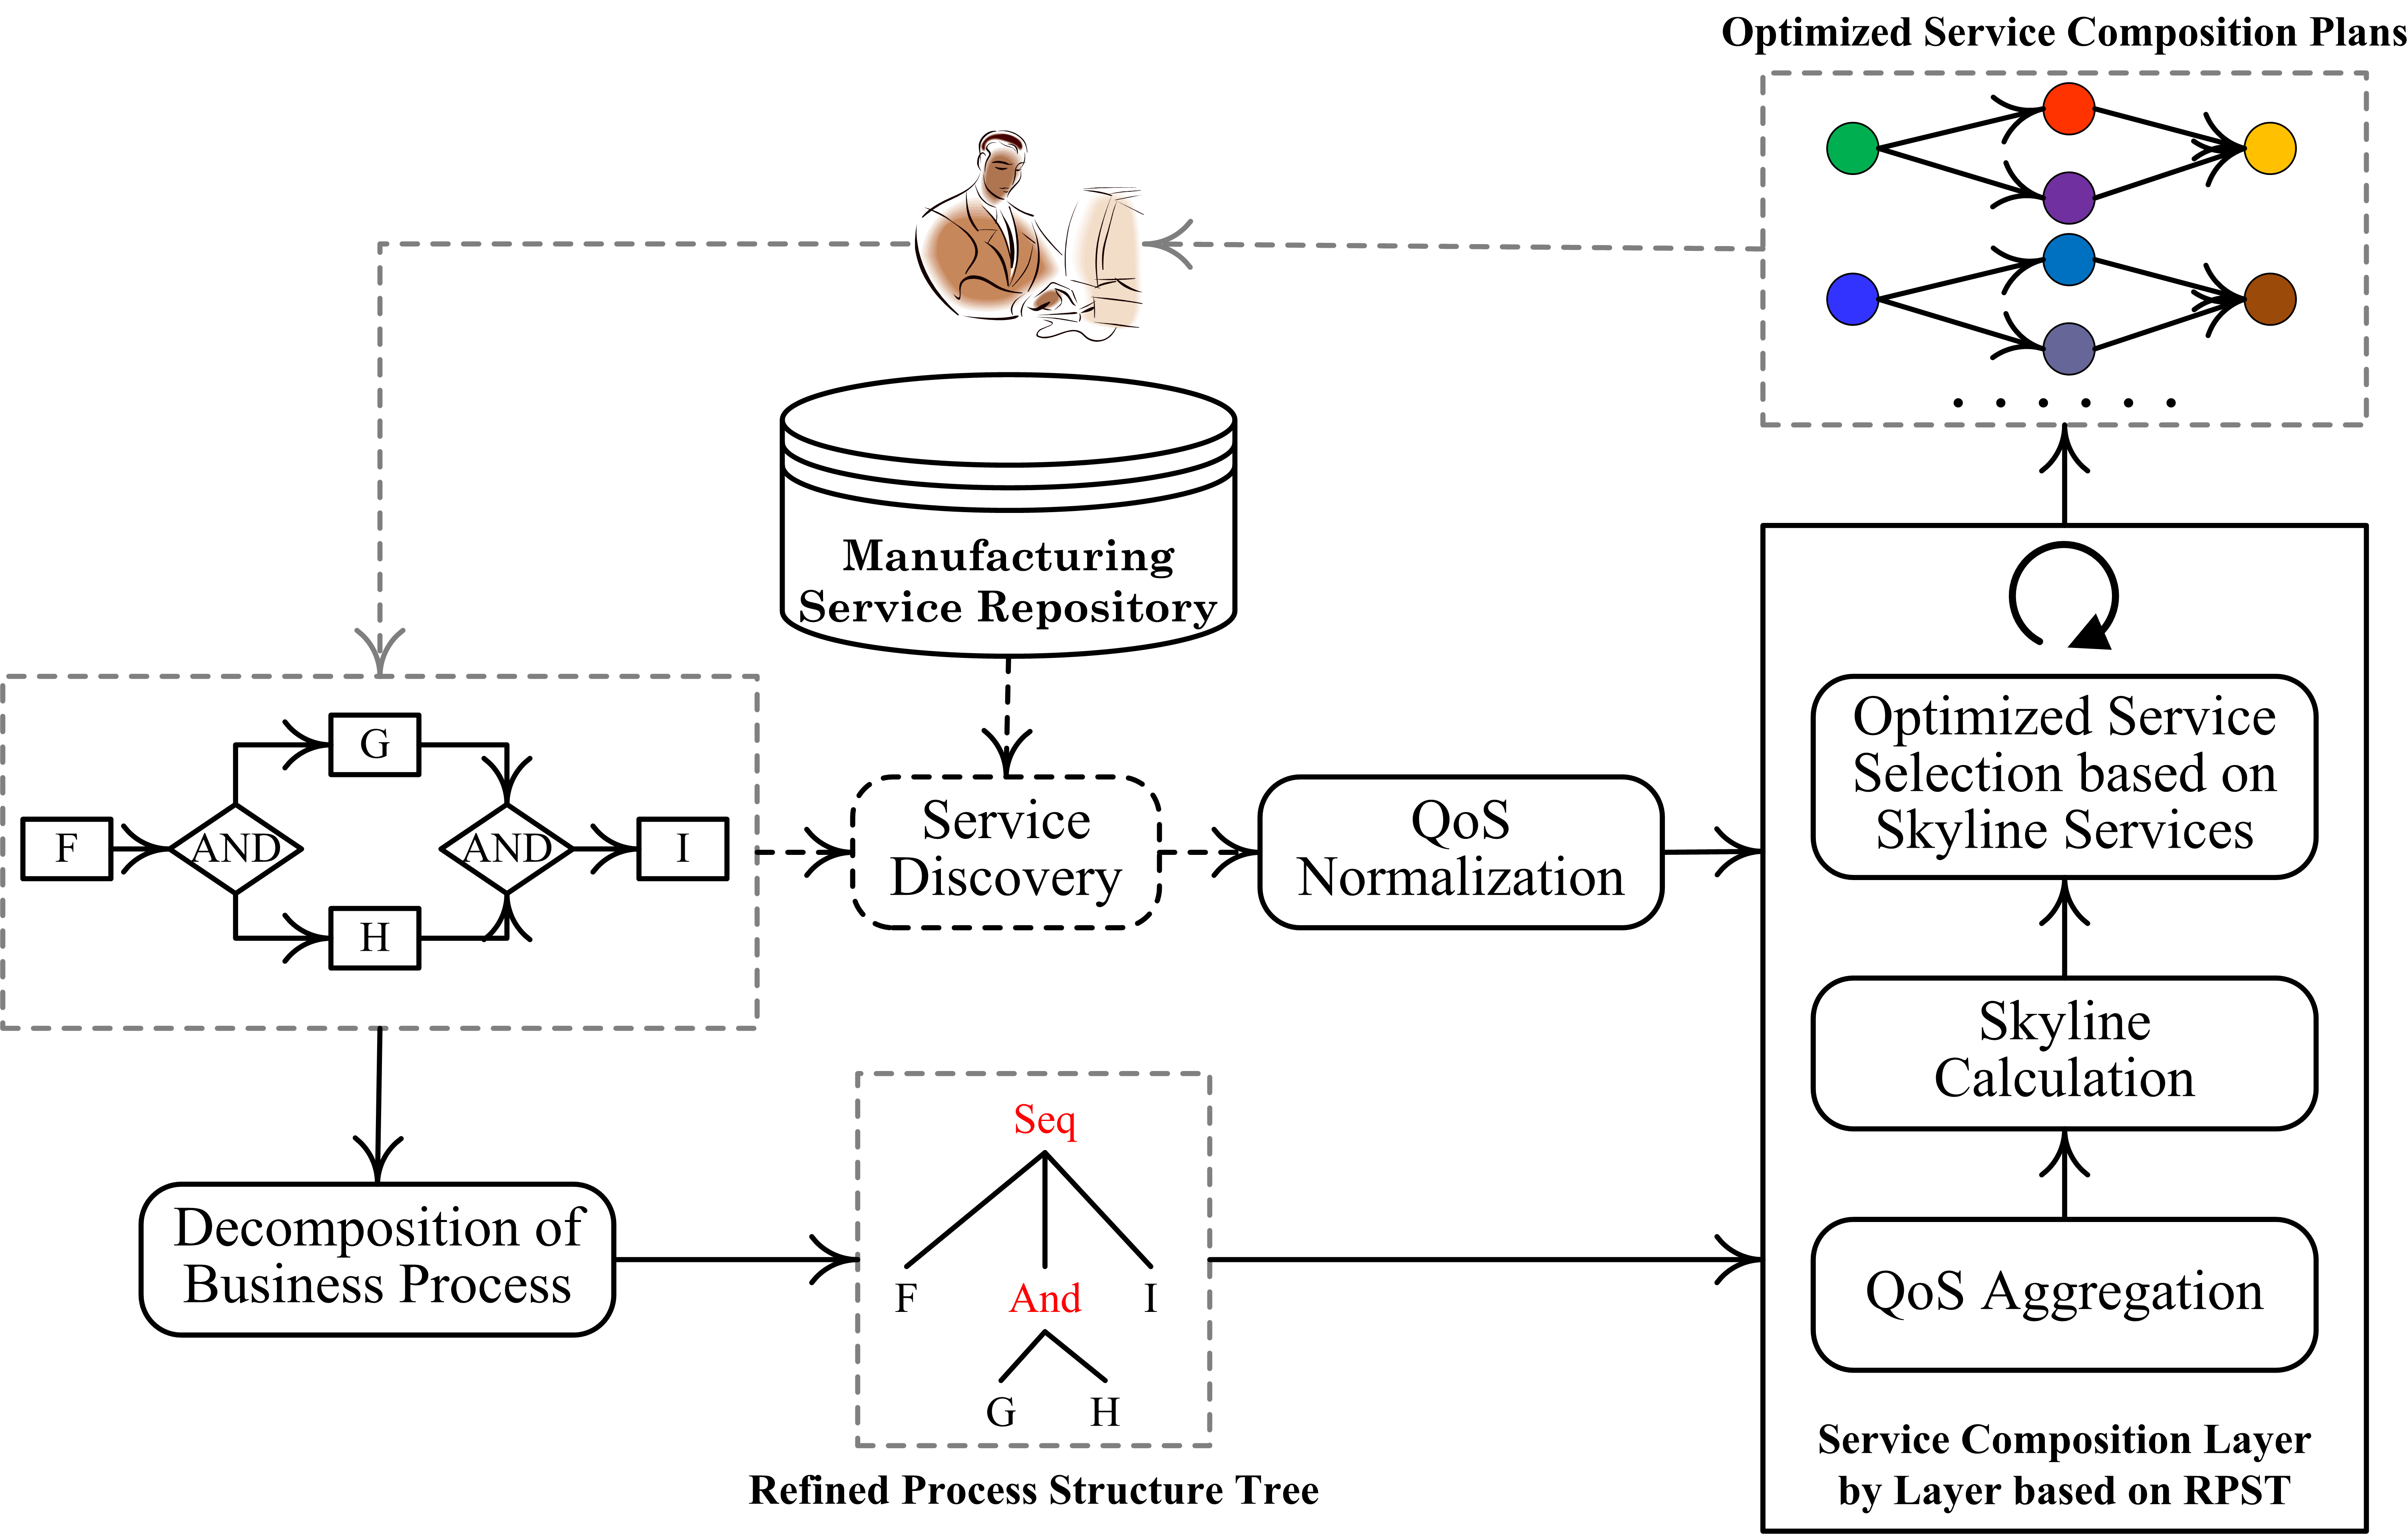 Optimized Service Composition Plans
Manufacturing
Service Repository
F
AND
G
H
AND
I
Service
Discovery
QoS
Normalization
Optimized Service
Selection based on
Skyline Services
Skyline
Calculation
QoS Aggregation
Service Composition Layer
by Layer based on RPST
Decomposition of
Business Process
Seq
F
And
I
G
H
Refined Process Structure Tree